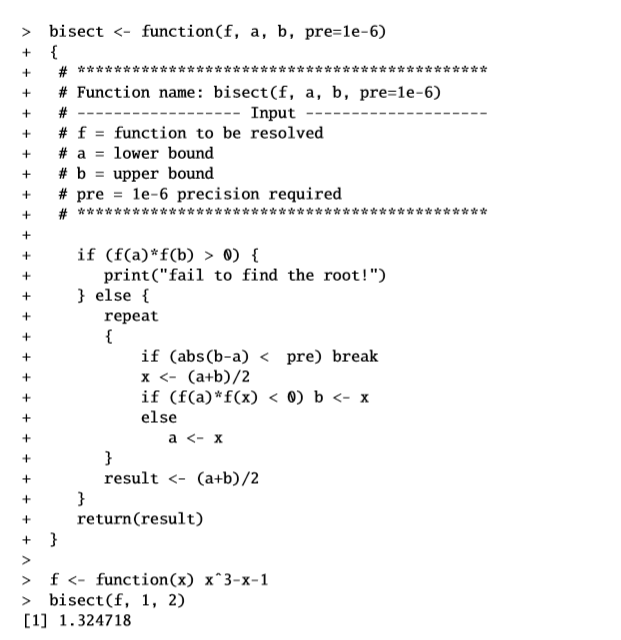 > bisect <- function(f, a, b, pre=1e-6)
+ {
+ # *********************************************
+ # Function name: bisect(f, a, b, pre=1e-6)
+ # ------------------ Input --------------------
+ # f = function to be resolved
+ # a = lower bound
+ # b = upper bound
+ # pre = 1e-6 precision required
+ # *********************************************
+
+ if (f(a)*f(b) > 0) {
+ print("fail to find the root!")
+ } else {
+ repeat
+ {
+ if (abs(b-a) < pre) break
+ x <- (a+b)/2
+ if (f(a)*f(x) < 0) b <- x
+ else
+ a <- x
+ }
+ result <- (a+b)/2
+ }
+ return(result)
+ }
>
> f <- function(x) x^3-x-1
> bisect(f, 1, 2)
[1] 1.324718